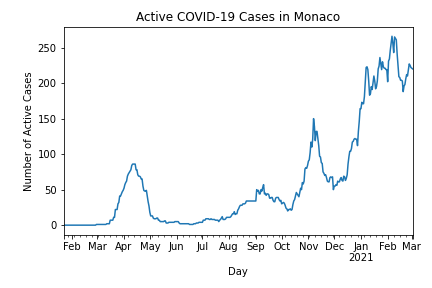 Active COVID-19 Cases in Monaco
Number of Active Cases
250
200
150
100
50
0
Feb Mar Apr May Jun Jul Aug Sep Oct Nov Dec Jan Feb Mar
2021
Day